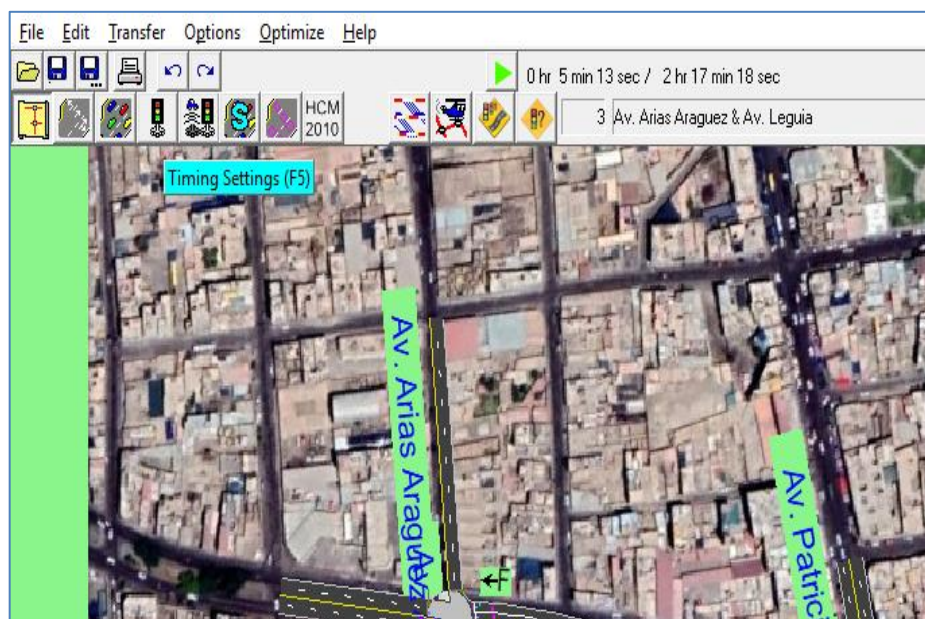 File Edit Transfer Options Optimize Help
0 hr 5 min 13 sec / 2 hr 17 min 18 sec
HCM
2010
3 Av. Arias Araguez & Av. Leguia
Timing Settings (F5)
Av . Arias Araguez
Av. Patrici